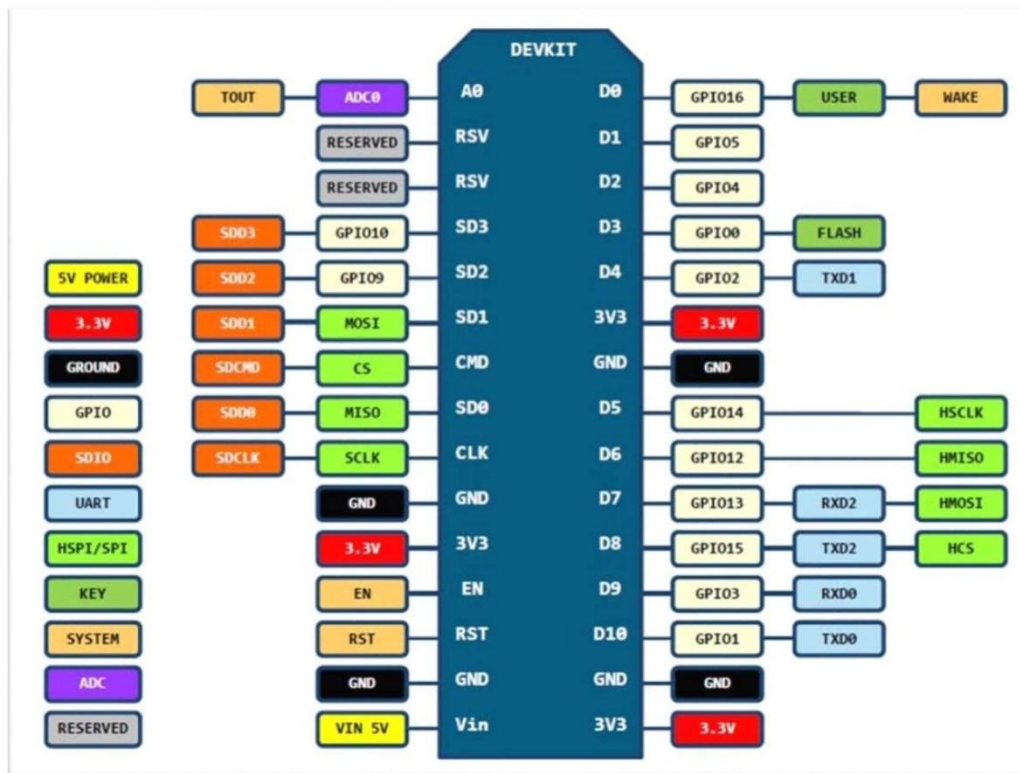 DEVKIT
TOUT ADC0 A0 D0 GPIO16 USER WAKE
RESERVED RSV D1 GPIO5
RESERVED RSV D2 GPIO4
SDD3 GPIO10 SD3 D3 GPIO0 FLASH
5V POWER SDD2 GPIO9 SD2 D4 GPIO2 TXD1
3.3V SDD1 MOSI SD1 3V3 3.3V
GROUND SDCMD CS CMD GND GND
GPIO SDD0 MISO SD0 D5 GPIO14 HSCLK
SDIO SDCLK SCLK CLK D6 GPIO12 HMISO
UART GND GND D7 GPIO13 RXD2 HMOSI
HSPI/SPI 3.3V 3V3 D8 GPIO15 TXD2 HCS
KEY EN EN D9 GPIO3 RXD0
SYSTEM RST RST D10 GPIO1 TXD0
ADC GND GND GND GND
RESERVED VIN 5V Vin 3V3 3.3V